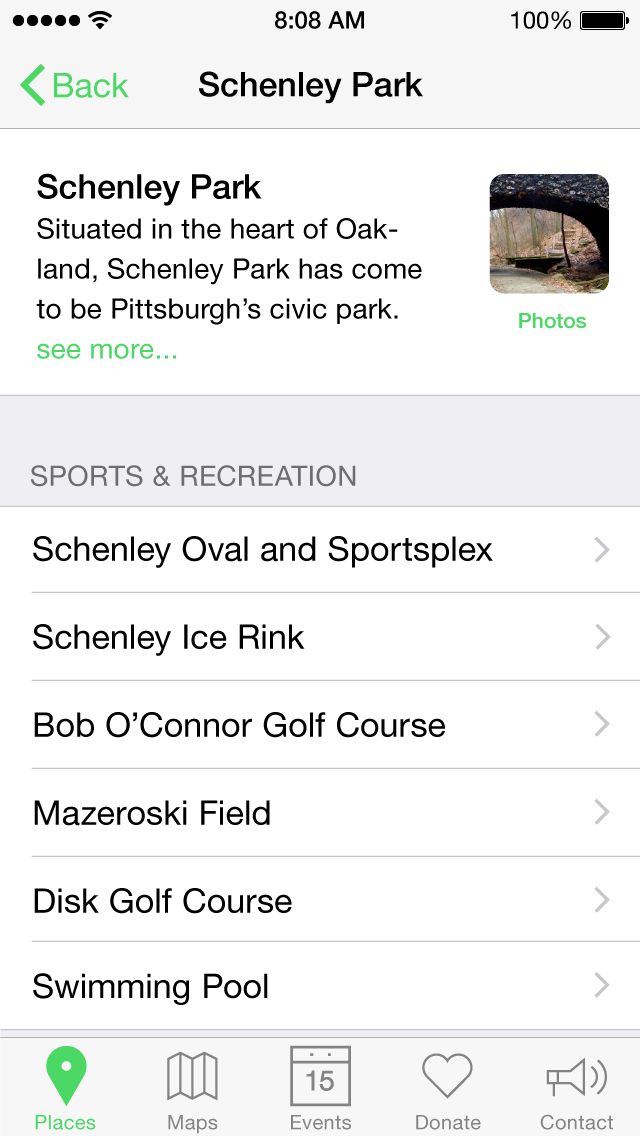 8:08 AM 100%
Back Schenley Park
Schenley Park
Situated in the heart of Oak-
land, Schenley Park has come
to be Pittsburgh’s civic park.
see more...
Photos
SPORTS & RECREATION
Schenley Oval and Sportsplex
Schenley Ice Rink
Bob O’Connor Golf Course
Mazeroski Field
Disk Golf Course
Swimming Pool
15
Places Maps Events Donate Contact